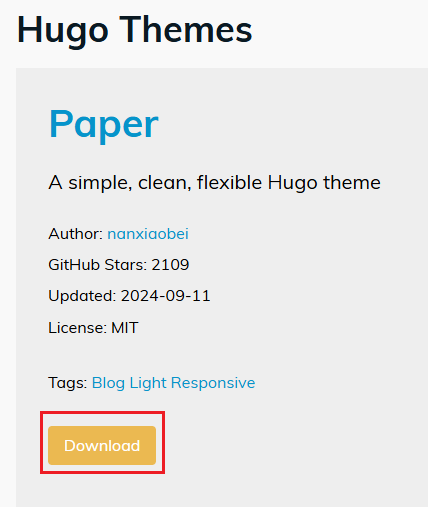 Hugo Themes
Paper
A simple, clean, flexible Hugo theme
Author: nanxiaobei
GitHub Stars: 2109
Updated: 2024-09-11
License: MIT
Tags: Blog Light Responsive
Download